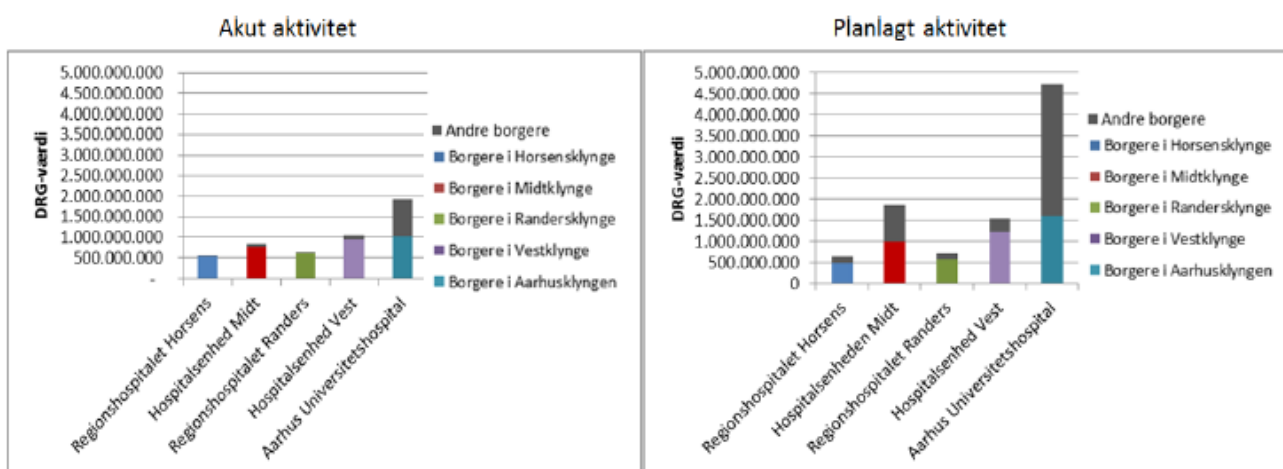 Akut aktivitet
DRG-værdi
5.000.000.000
4.500.000.000
4.000.000.000
3.500.000.000
3.000.000.000
2.500.000.000
2.000.000.000
1.500.000.000
1.000.000.000
500.000.000
-
Regionshospitalet Horsens
Hospitalsenhed Midt
Regionshospitalet Randers
Hospitalsenhed Vest
Aarhus Universitetshospital
Andre borgere
Borgere i Horsensklynge
Borgere i Midtklynge
Borgere i Randersklynge
Borgere i Vestklynge
Borgere i Aarhusklyngen
Planlagt aktivitet
DRG-værdi
5.000.000.000
4.500.000.000
4.000.000.000
3.500.000.000
3.000.000.000
2.500.000.000
2.000.000.000
1.500.000.000
1.000.000.000
500.000.000
0
Regionshospitalet Horsens
Hospitalsenheden Midt
Regionshospitalet Randers
Hospitalsenhed Vest
Aarhus Universitetshospital
Andre borgere
Borgere i Horsensklynge
Borgere i Midtklynge
Borgere i Randersklynge
Borgere i Vestklynge
Borgere i Aarhusklyngen